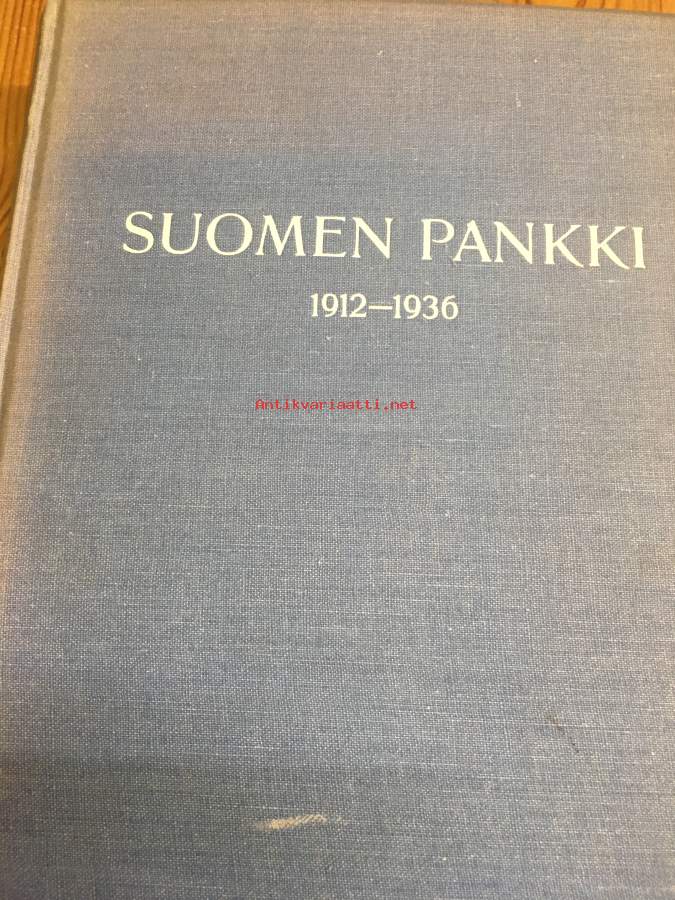 SUOMEN PANKKI
1912—1936
Antikvariaatti.net